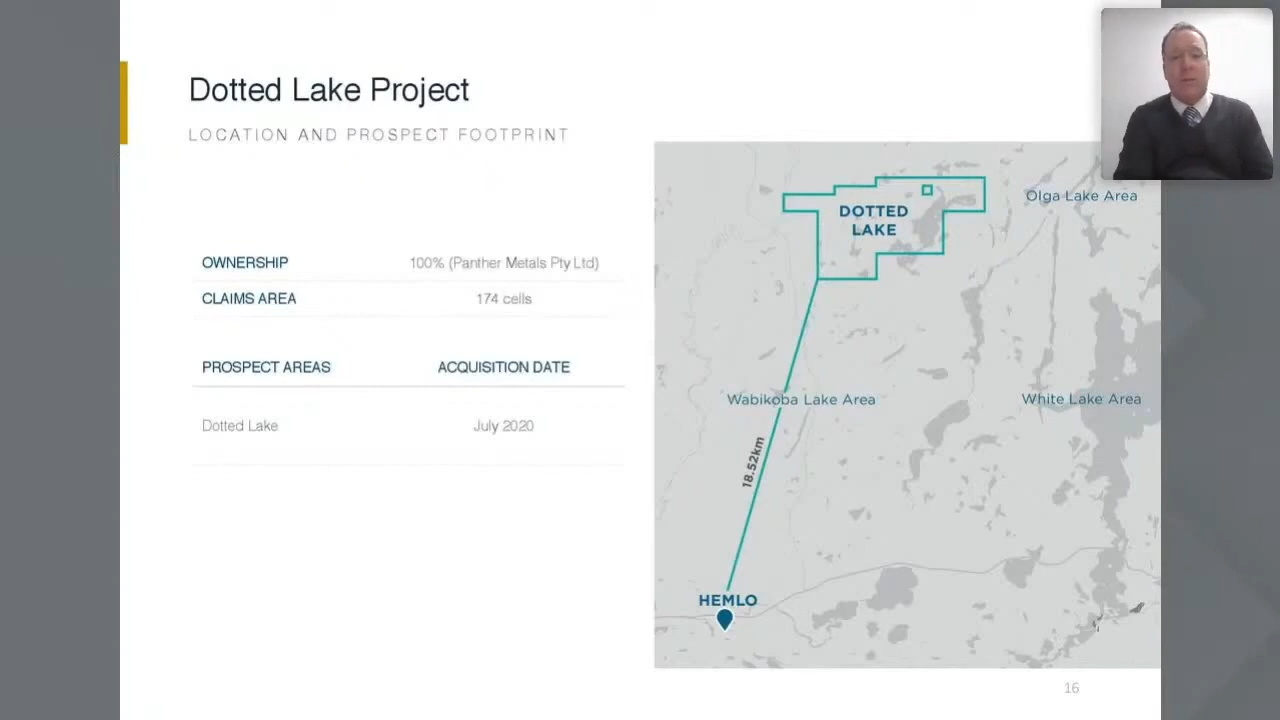 Dotted Lake Project
LOCATION AND PROSPECT FOOTPRINT
OWNERSHIP 100% (Panther Metals Pty Ltd)
CLAIMS AREA 174 cells
PROSPECT AREAS ACQUISITION DATE
Dotted Lake July 2020
DOTTED
LAKE
Olga Lake Area
Wabikoba Lake Area
White Lake Area
18.52km
HEMLO
16